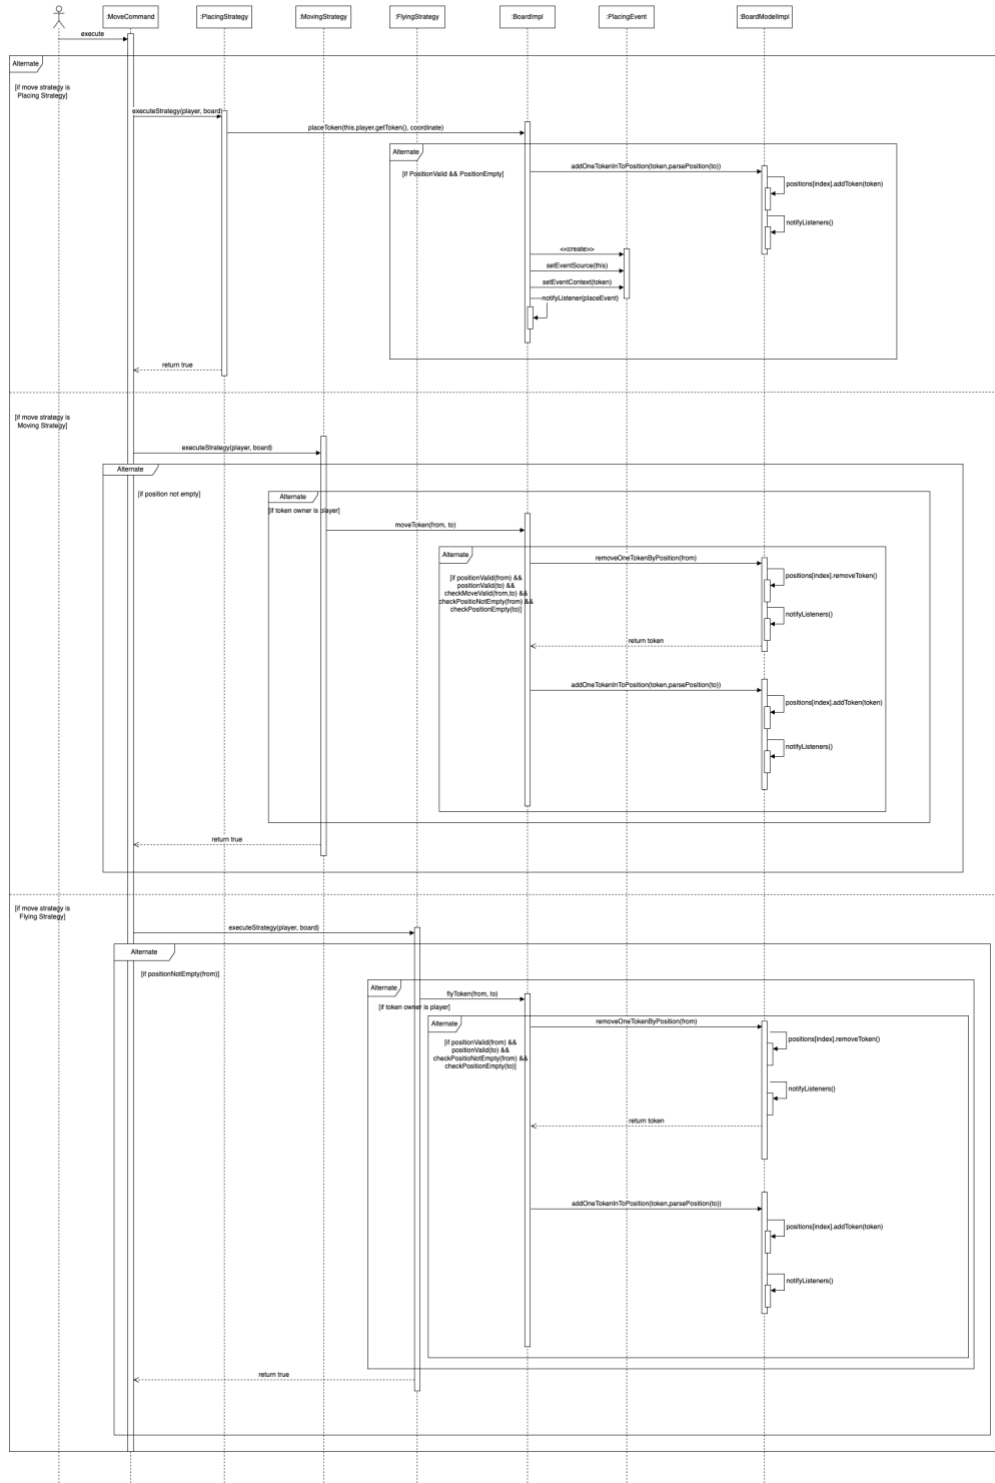 :MoveCommand
:PlacingStrategy
:MovingStrategy
:FlyingStrategy
:BoardImpl
:PlacingEvent
:BoardModelImpl
execute
Alternate
[if move strategy is
Placing Strategy]
executeStrategy(player, board)
placeToken(this.player.getToken(), coordinate)
Alternate
[if PositionValid && PositionEmpty]
addOneTokenInToPosition(token,parsePosition(to))
positions[index].addToken(token)
notifyListeners()
<<create>>
setEventSource(this)
setEventContext(token)
notifyListener(placeEvent)
return true
[if move strategy is
Moving Strategy]
executeStrategy(player, board)
Alternate
[if position not empty]
Alternate
[if token owner is player]
moveToken(from, to)
Alternate
[if positionValid(from) &&
positionValid(to) &&
checkMoveValid(from,to) &&
checkPositioNotEmpty(from) &&
checkPositionEmpty(to)]
removeOneTokenByPosition(from)
positions[index].removeToken()
notifyListeners()
return token
addOneTokenInToPosition(token,parsePosition(to))
positions[index].addToken(token)
notifyListeners()
return true
[if move strategy is
Flying Strategy]
executeStrategy(player, board)
Alternate
[if positionNotEmpty(from)]
Alternate
flyToken(from, to)
[if token owner is player]
Alternate
removeOneTokenByPosition(from)
[if positionValid(from) &&
positionValid(to) &&
checkPositioNotEmpty(from) &&
checkPositionEmpty(to)]
positions[index].removeToken()
notifyListeners()
return token
addOneTokenInToPosition(token,parsePosition(to))
positions[index].addToken(token)
notifyListeners()
return true